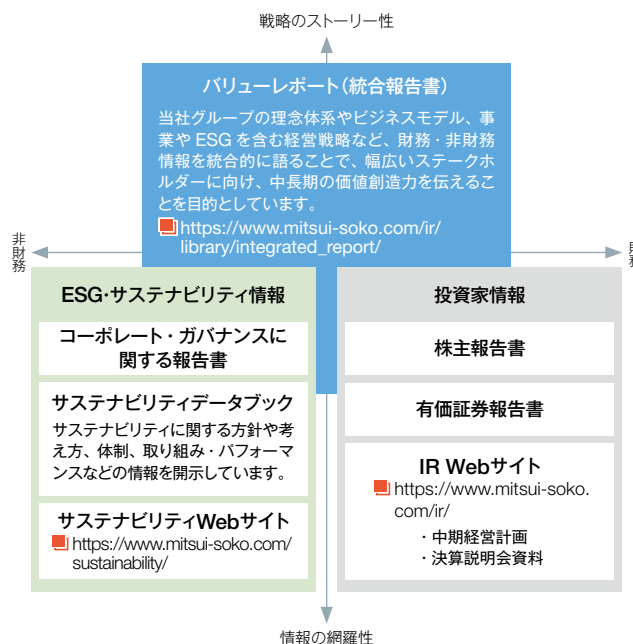 戦略のストーリー性
バリューレポート（統合報告書）
当社グループの理念体系やビジネスモデル、事
業や ESG を含む経営戦略など、財務・非財務
情報を統合的に語ることで、幅広いステークホ
ルダーに向け、中長期の価値創造力を伝えるこ
とを目的としています。
https://www.mitsui-soko.com/ir/
library/integrated_report/
非財務
財務
ESG・サステナビリティ情報
コーポレート・ガバナンスに
関する報告書
サステナビリティデータブック
サステナビリティに関する方針や考
え方、体制、取り組み・パフォーマ
ンスなどの情報を開示しています。
サステナビリティWebサイト
https://www.mitsui-soko.com/
sustainability/
投資家情報
株主報告書
有価証券報告書
IR Webサイト
https://www.mitsui-soko.
com/ir/
・中期経営計画
・決算説明会資料
情報の網羅性